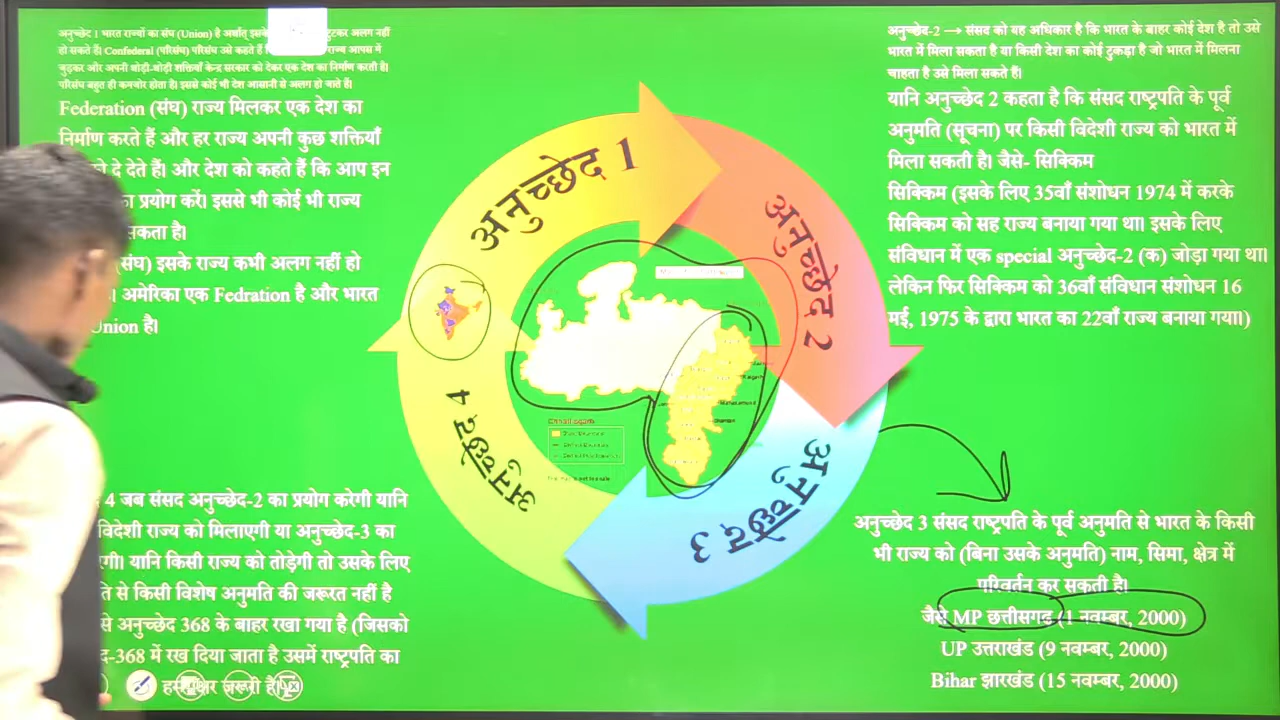 अनुच्छेद 1 भारत राज्यों का संघ (Union) है अर्थात् इसके टुटकर अलग नहीं
हो सकते हैं। Confederal (परिसंघ) परिसंघ उसे कहते हैं राज्य आपस में
जुड़कर और अपनी थोड़ी-थोड़ी शक्तियाँ केन्द्र सरकार को देकर एक देश का निर्माण करती है।
परिसंघ बहुत ही कमजोर होता है। इससे कोई भी देश आसानी से अलग हो जाते हैं।
Federation (संघ) राज्य मिलकर एक देश का
निर्माण करते हैं और हर राज्य अपनी कुछ शक्तियाँ
दे देते हैं। और देश को कहते हैं कि आप इन
का प्रयोग करें। इससे भी कोई भी राज्य
सकता है।
(संघ) इसके राज्य कभी अलग नहीं हो
। अमेरिका एक Fedration है और भारत
Union है।
4 जब संसद अनुच्छेद-2 का प्रयोग करेगी यानि
विदेशी राज्य को मिलाएगी या अनुच्छेद-3 का
एगी। यानि किसी राज्य को तोड़ेगी तो उसके लिए
ति से किसी विशेष अनुमति की जरूरत नहीं है
से अनुच्छेद 368 के बाहर रखा गया है (जिसको
द-368 में रख दिया जाता है उसमें राष्ट्रपति का
हस्ताक्षर जरूरी है)
अनुच्छेद 1
अनुच्छेद 2
अनुच्छेद 3
अनुच्छेद 4
Chhattisgarh
अनुच्छेद-2 → संसद को यह अधिकार है कि भारत के बाहर कोई देश है तो उसे
भारत में मिला सकता है या किसी देश का कोई टुकड़ा है जो भारत में मिलना
चाहता है उसे मिला सकते हैं।
यानि अनुच्छेद 2 कहता है कि संसद राष्ट्रपति के पूर्व
अनुमति (सूचना) पर किसी विदेशी राज्य को भारत में
मिला सकती है। जैसे- सिक्किम
सिक्किम (इसके लिए 35वाँ संशोधन 1974 में करके
सिक्किम को सह राज्य बनाया गया था। इसके लिए
संविधान में एक special अनुच्छेद-2 (क) जोड़ा गया था।
लेकिन फिर सिक्किम को 36वाँ संविधान संशोधन 16
मई, 1975 के द्वारा भारत का 22वाँ राज्य बनाया गया।)
अनुच्छेद 3 संसद राष्ट्रपति के पूर्व अनुमति से भारत के किसी
भी राज्य को (बिना उसके अनुमति) नाम, सिमा, क्षेत्र में
परिवर्तन कर सकती है।
जैसे MP छत्तीसगढ (1 नवम्बर, 2000)
UP उत्तराखंड (9 नवम्बर, 2000)
Bihar झारखंड (15 नवम्बर, 2000)